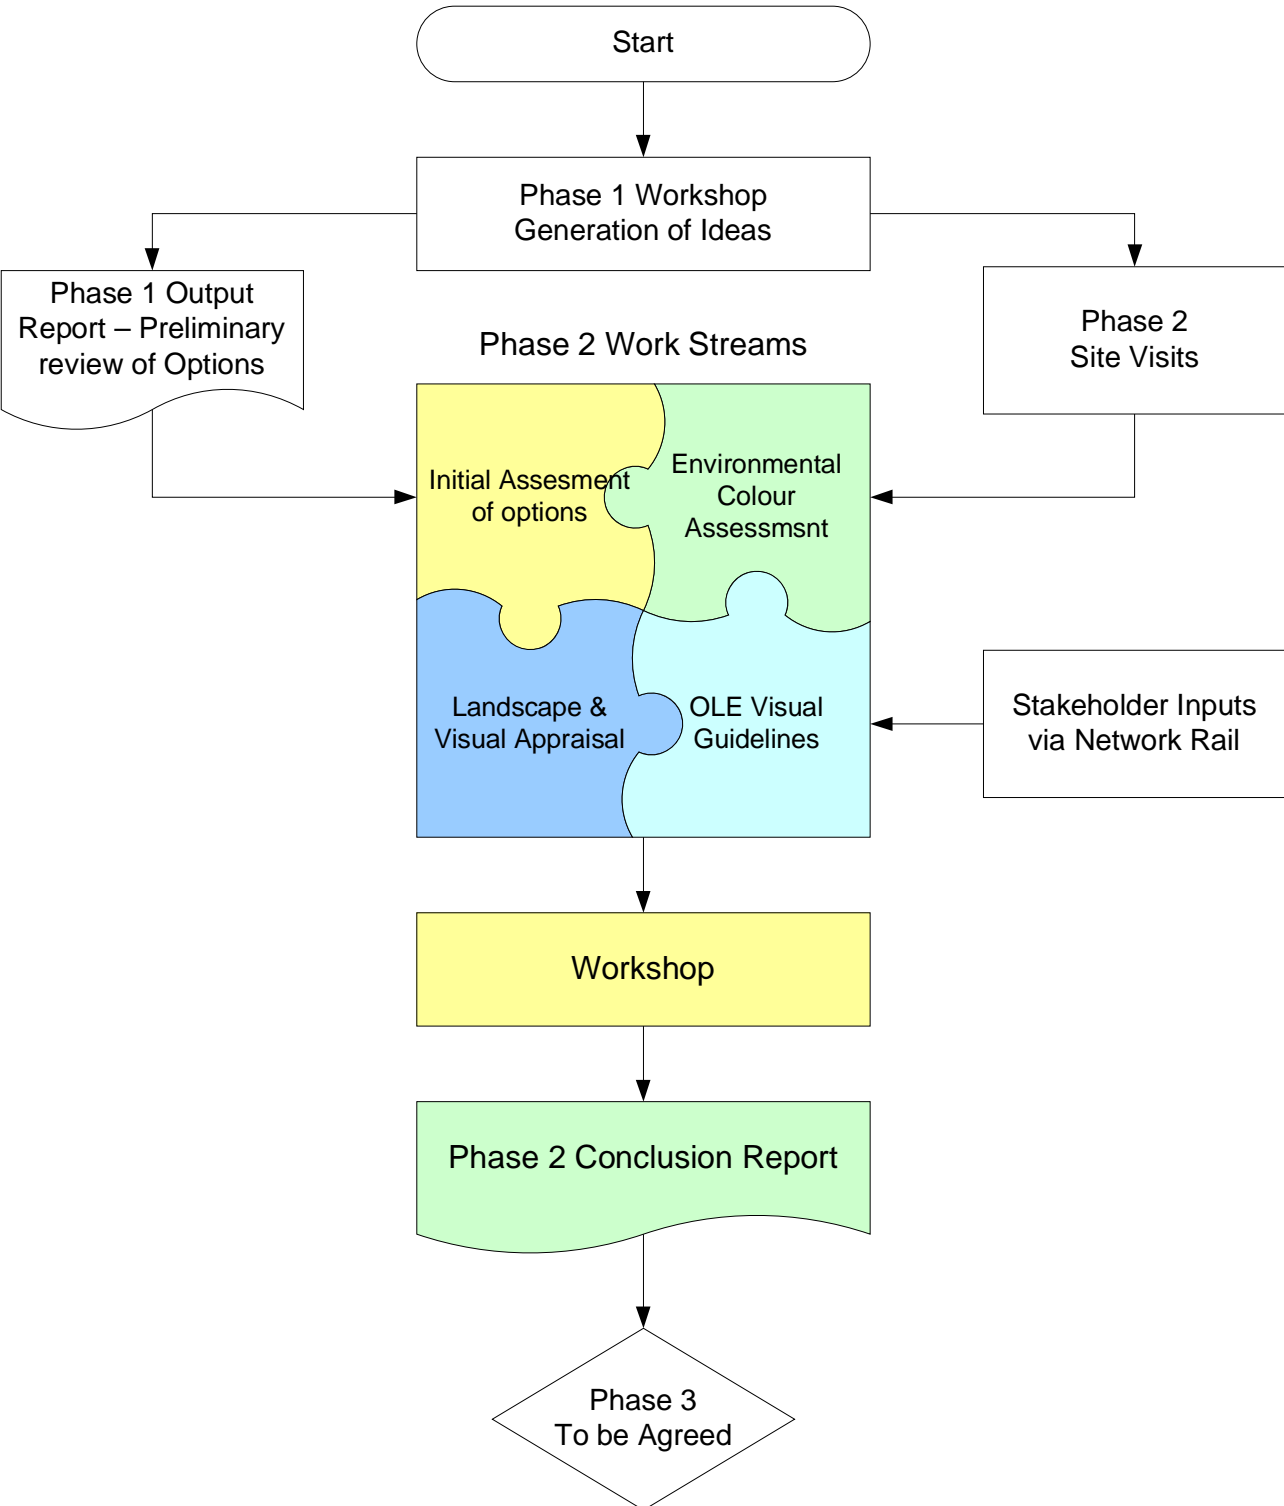 Start
Phase 1 Workshop
Generation of Ideas
Phase 1 Output
Report – Preliminary
review of Options
Phase 2
Site Visits
Phase 2 Work Streams
Initial Assesment
of options
Environmental
Colour
Assessmsnt
Landscape &
Visual Appraisal
OLE Visual
Guidelines
Stakeholder Inputs
via Network Rail
Workshop
Phase 2 Conclusion Report
Phase 3
To be Agreed